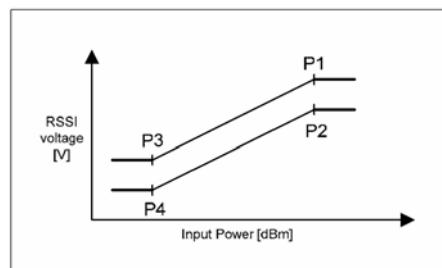 P1
RSSI
voltage
[V]
P3
P2
P4
Input Power [dBm]